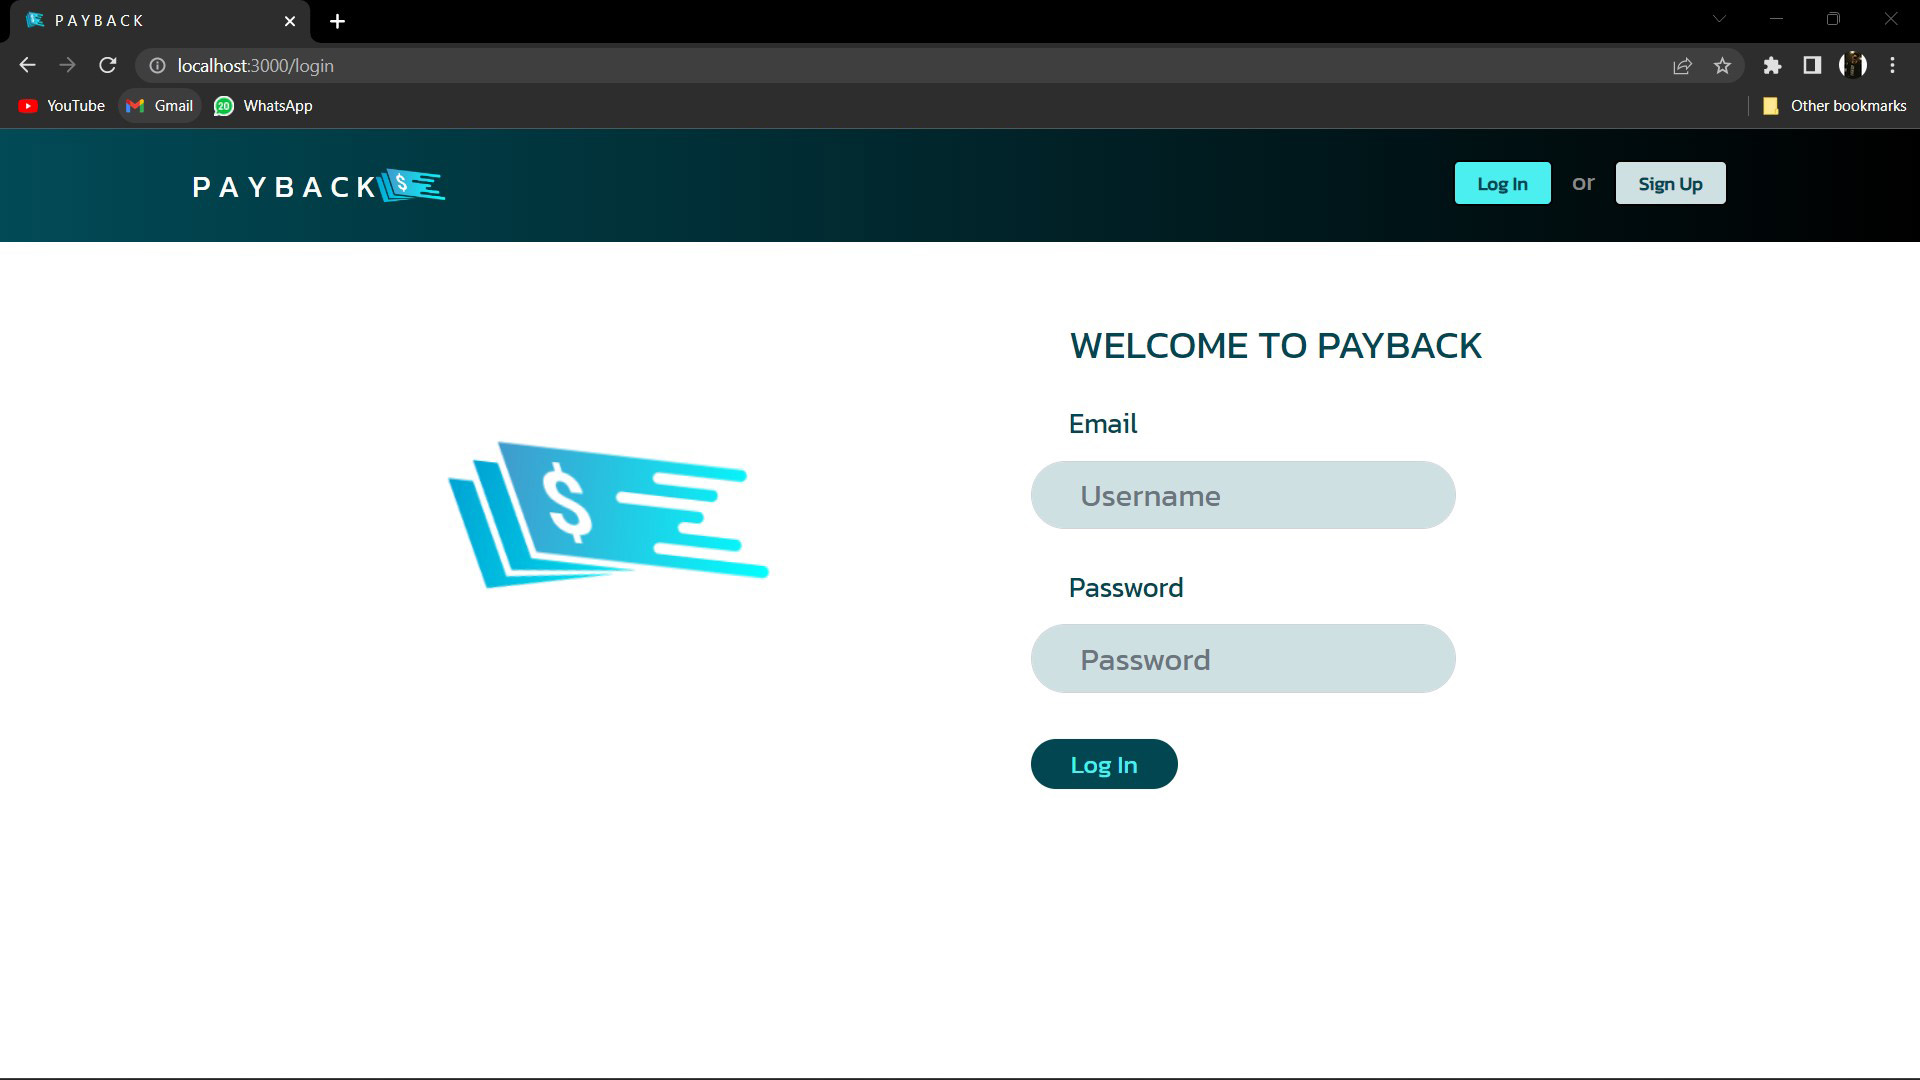 PAYBACK
localhost:3000/login
YouTube Gmail 20 WhatsApp Other bookmarks
PAYBACK $ Log In or Sign Up
WELCOME TO PAYBACK
Email
Username
$
Password
Password
Log In